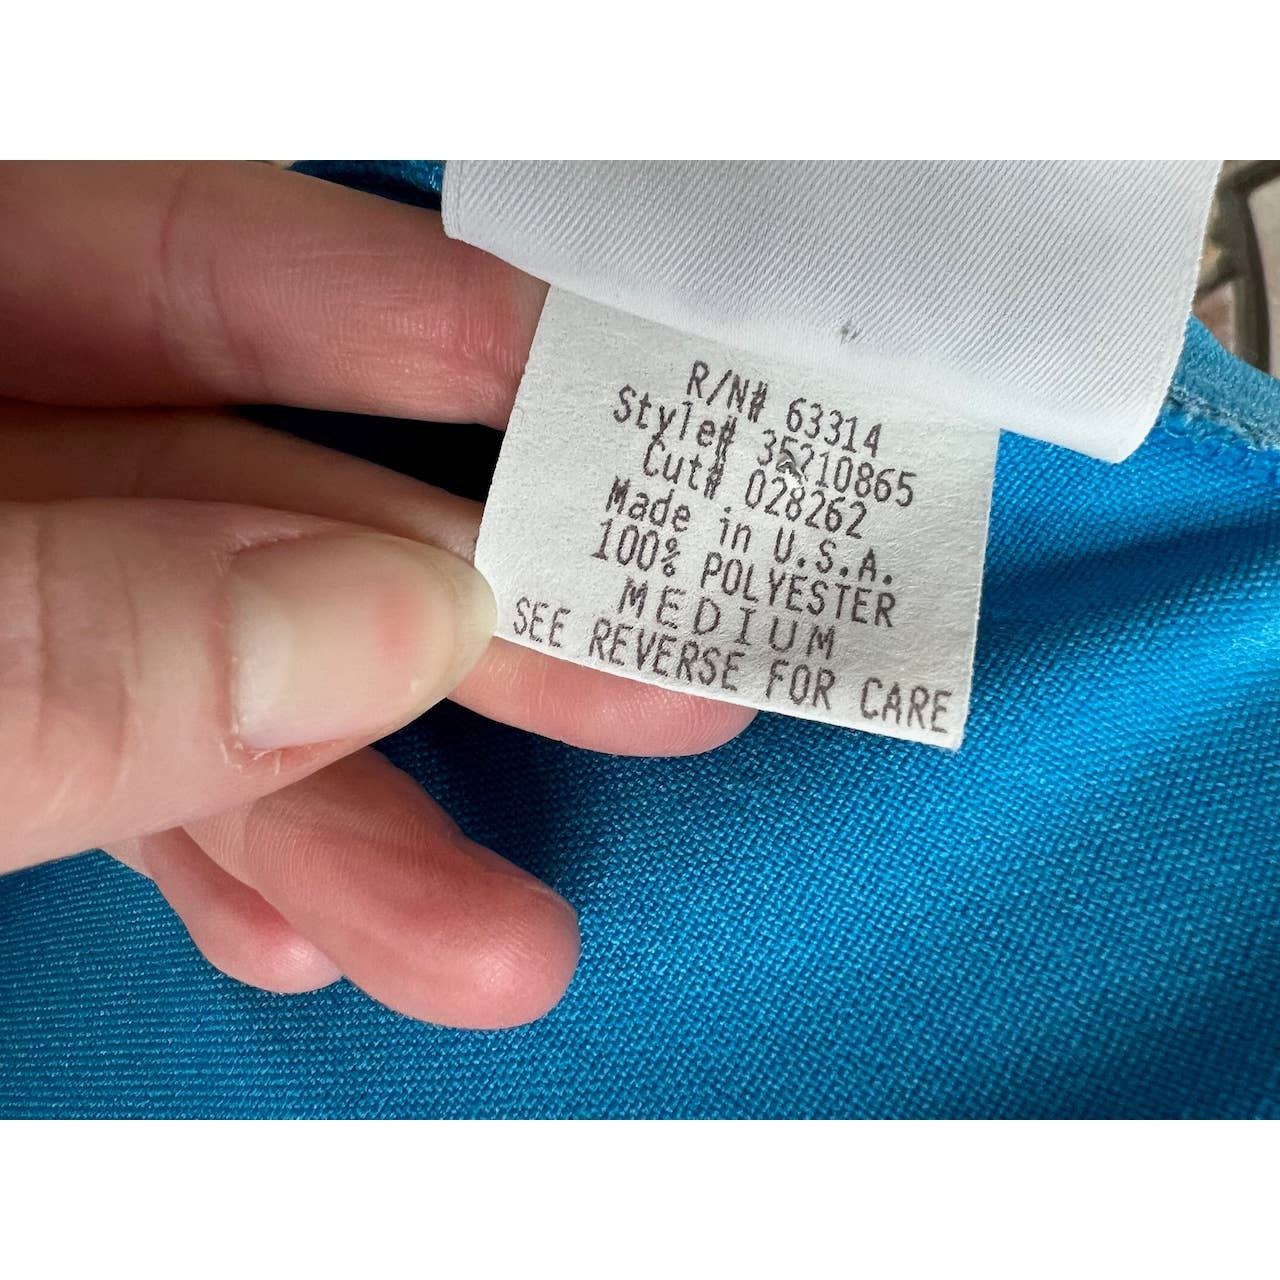 R/N# 63314
Style# 35210865
Cut# 028262
Made in U.S.A.
100% POLYESTER
MEDIUM
SEE REVERSE FOR CARE